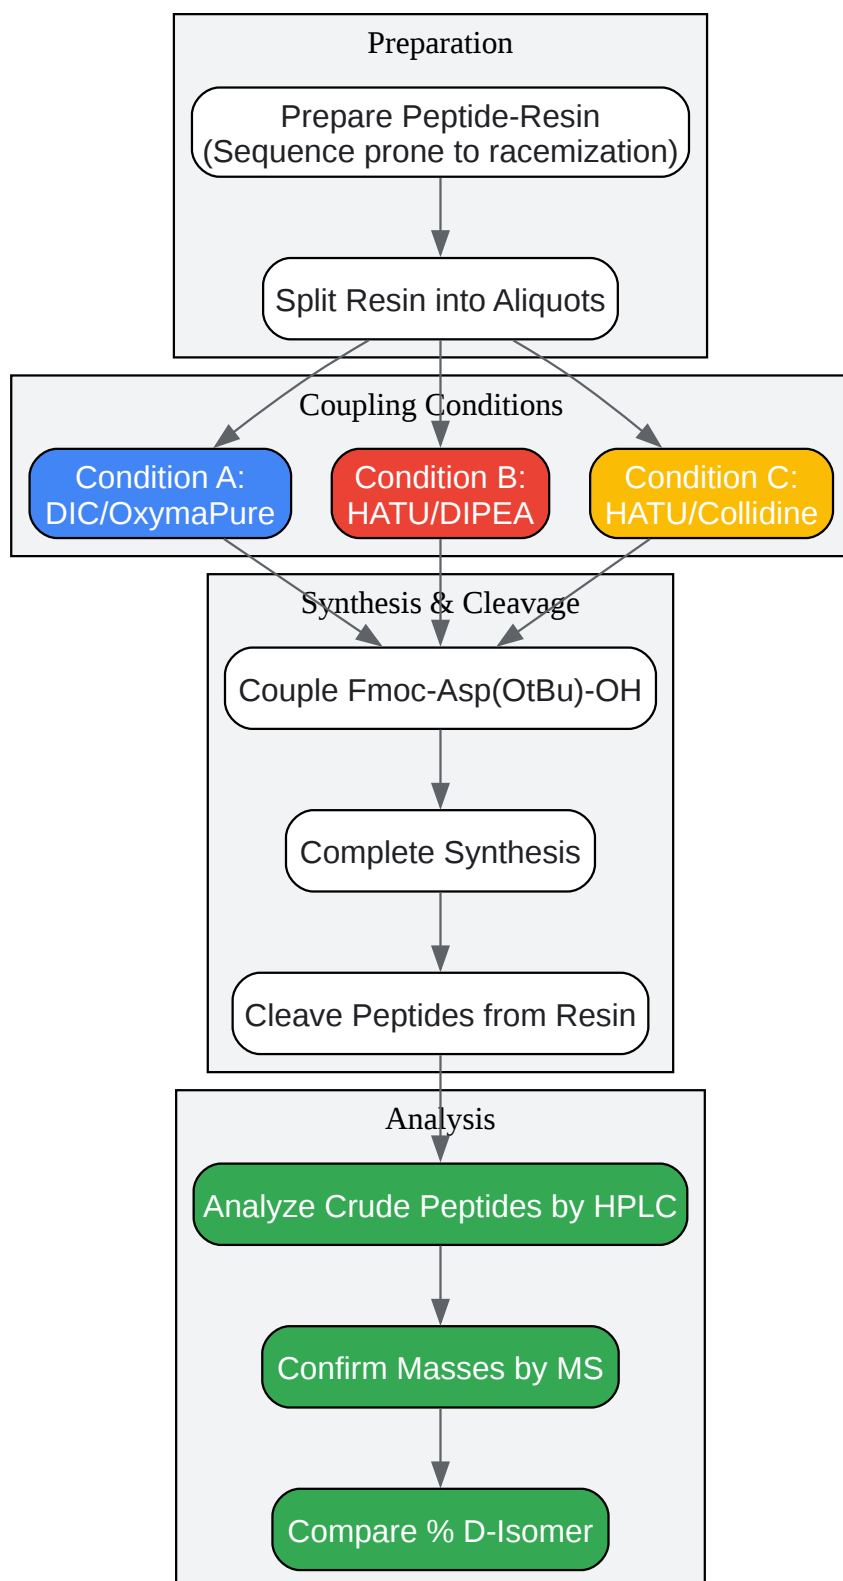 Preparation
Prepare Peptide-Resin
(Sequence prone to racemization)
Split Resin into Aliquots
Coupling Conditions
Condition A:
DIC/OxymaPure
Condition B:
HATU/DIPEA
Condition C:
HATU/Collidine
Synthesis & Cleavage
Couple Fmoc-Asp(OtBu)-OH
Complete Synthesis
Cleave Peptides from Resin
Analysis
Analyze Crude Peptides by HPLC
Confirm Masses by MS
Compare % D-Isomer